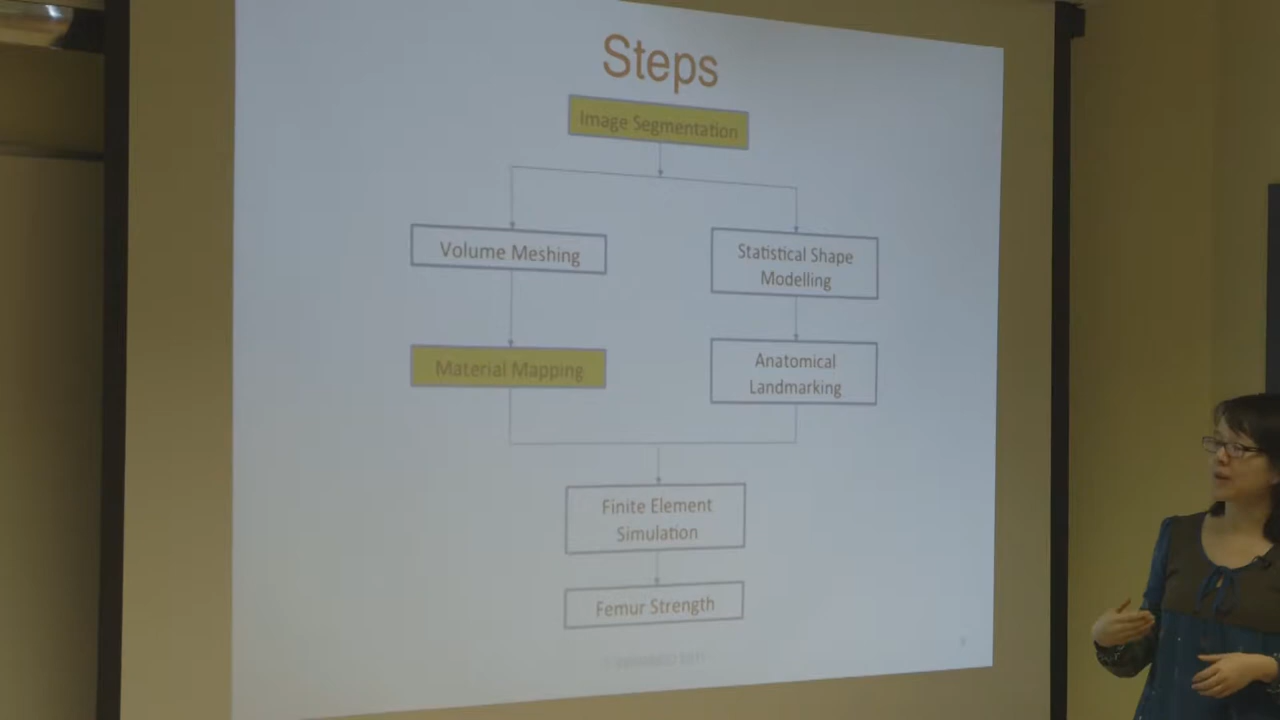 Steps
Image Segmentation
Volume Meshing
Statistical Shape
Modelling
Material Mapping
Anatomical
Landmarking
Finite Element
Simulation
Femur Strength